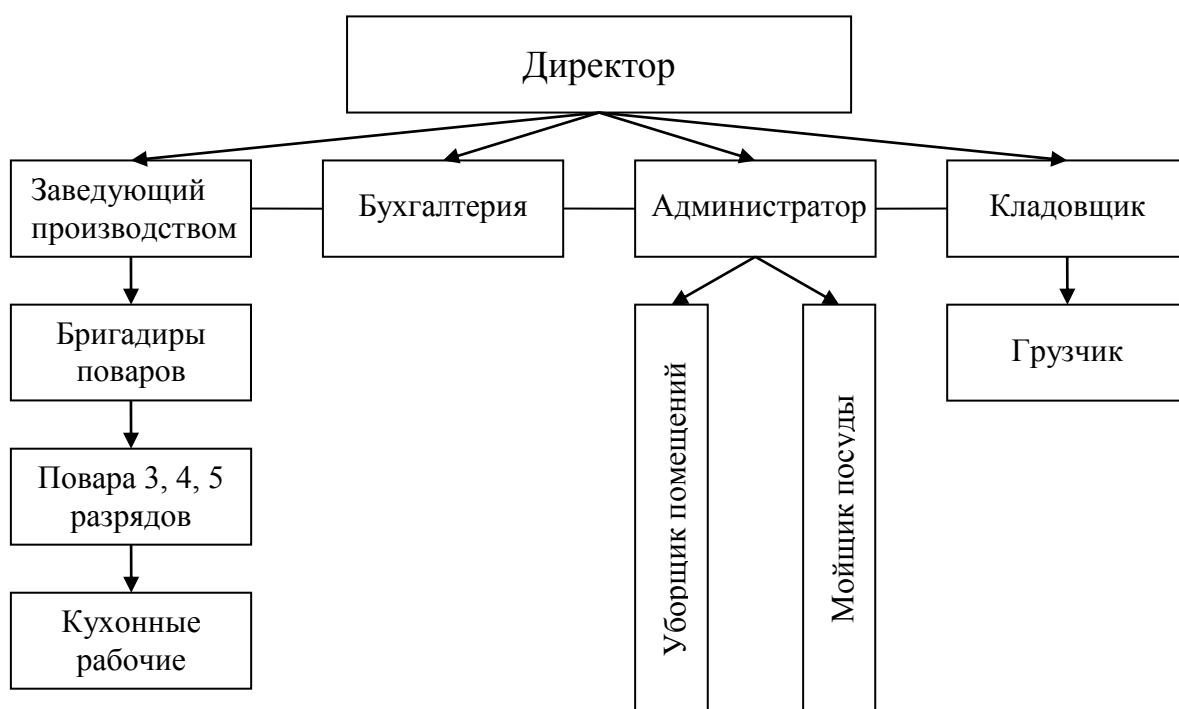 Директор
Заведующий
производством
Бухгалтерия
Администратор
Кладовщик
Бригадиры
поваров
Уборщик помещений
Мойщик посуды
Грузчик
Повара 3, 4, 5
разрядов
Кухонные
рабочие